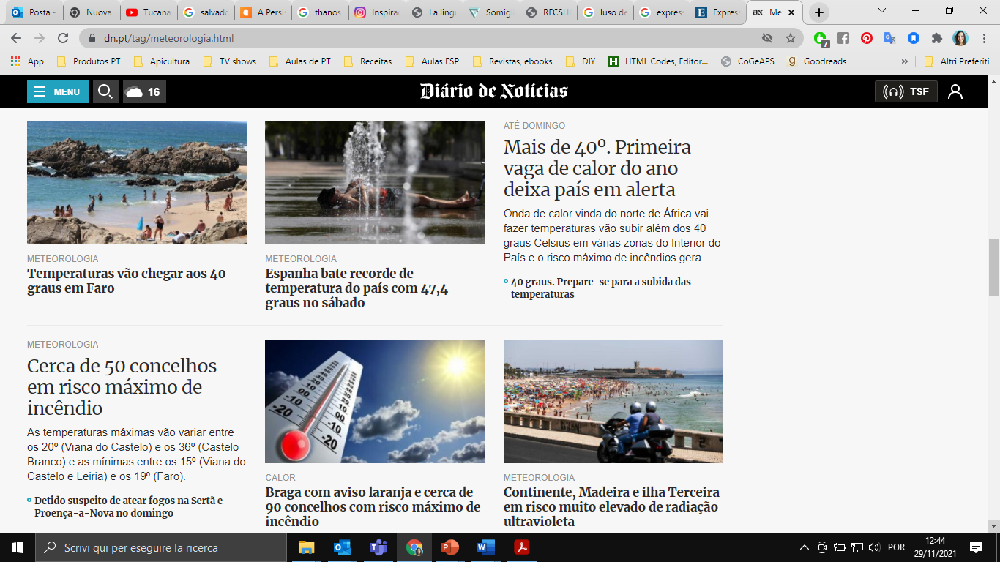 Posta -
Nuova
Tucana
salvado
A Persis
thanos
Inspirac
La lingu
Somigli
RFCSH
luso de
express
Express
DN Me
dn.pt/tag/meteorologia.html
7
App
Produtos PT
Apicultura
TV shows
Aulas de PT
Receitas
Aulas ESP
Revistas, ebooks
DIY
HTML Codes, Editor...
CoGeAPS
Goodreads
»
Altri Preferiti
MENU
16
Diário de Notícias
TSF
METEOROLOGIA
Temperaturas vão chegar aos 40
graus em Faro
METEOROLOGIA
Espanha bate recorde de
temperatura do país com 47,4
graus no sábado
ATÉ DOMINGO
Mais de 40º. Primeira
vaga de calor do ano
deixa país em alerta
Onda de calor vinda do norte de África vai
fazer temperaturas vão subir além dos 40
graus Celsius em várias zonas do Interior do
País e o risco máximo de incêndios gera…
40 graus. Prepare-se para a subida das
temperaturas
METEOROLOGIA
Cerca de 50 concelhos
em risco máximo de
incêndio
As temperaturas máximas vão variar entre
os 20º (Viana do Castelo) e os 36º (Castelo
Branco) e as mínimas entre os 15º (Viana do
Castelo e Leiria) e os 19º (Faro).
Detido suspeito de atear fogos na Sertã e
Proença-a-Nova no domingo
CALOR
Braga com aviso laranja e cerca de
90 concelhos com risco máximo de
incêndio
METEOROLOGIA
Continente, Madeira e ilha Terceira
em risco muito elevado de radiação
ultravioleta
Scrivi qui per eseguire la ricerca
POR
12:44
29/11/2021